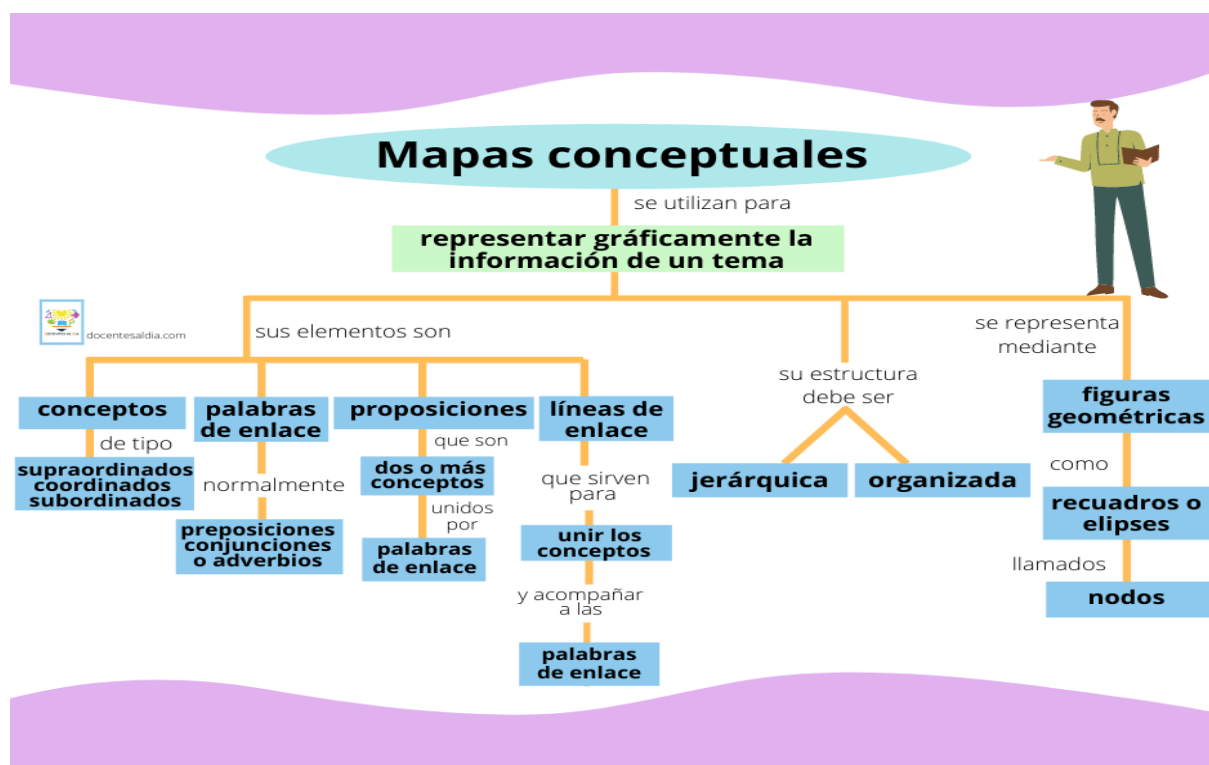 Mapas conceptuales
se utilizan para
representar gráficamente la
información de un tema
docentesaldia.com
sus elementos son
conceptos
de tipo
supraordinados
coordinados
subordinados
palabras
de enlace
normalmente
preposiciones
conjunciones
o adverbios
proposiciones
que son
dos o más
conceptos
unidos
por
palabras
de enlace
líneas de
enlace
que sirven
para
unir los
conceptos
y acompañar
a las
palabras
de enlace
su estructura
debe ser
jerárquica
organizada
se representa
mediante
figuras
geométricas
como
recuadros o
elipses
llamados
nodos